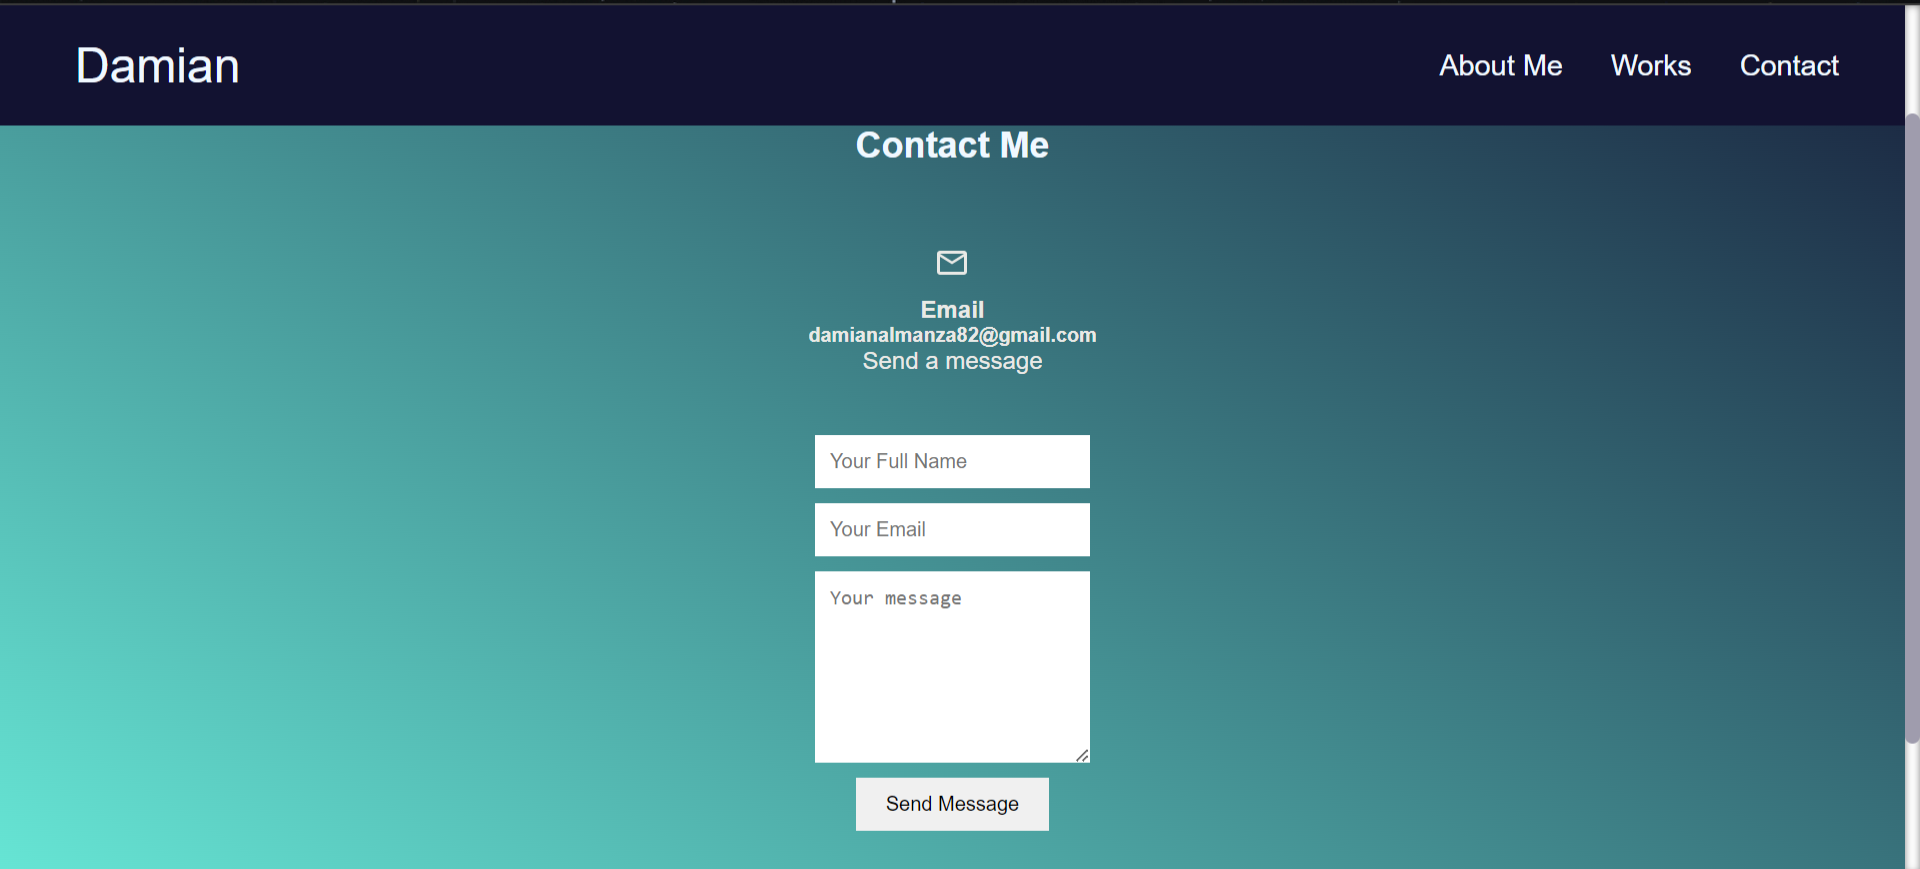 Damian
About Me Works Contact
Contact Me
Email
damianalmanza82@gmail.com
Send a message
Your Full Name
Your Email
Your message
Send Message